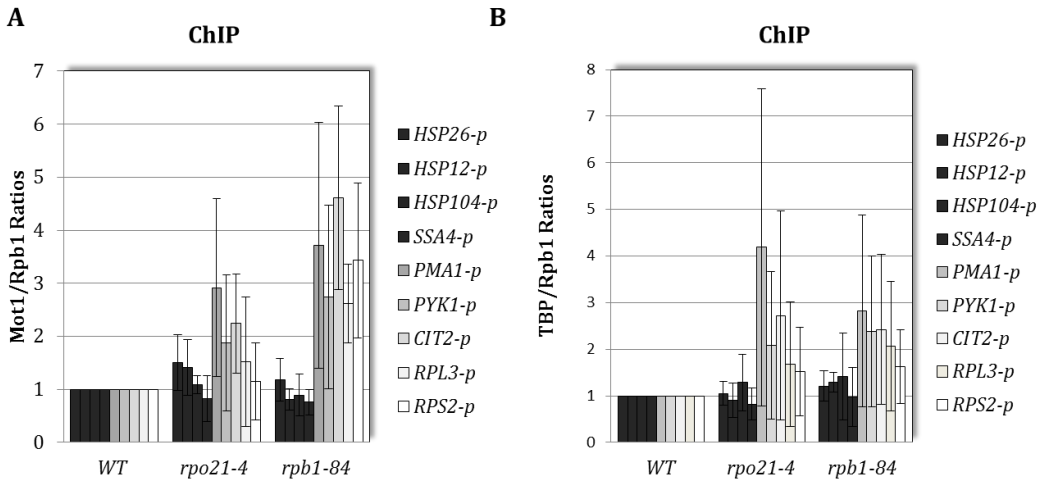 A
ChIP
Mot1/Rpb1 Ratios
7
6
5
4
3
2
1
0
WT
rpo21-4
rpb1-84
HSP26-p
HSP12-p
HSP104-p
SSA4-p
PMA1-p
PYK1-p
CIT2-p
RPL3-p
RPS2-p
B
ChIP
TBP/Rpb1 Ratios
8
7
6
5
4
3
2
1
0
WT
rpo21-4
rpb1-84
HSP26-p
HSP12-p
HSP104-p
SSA4-p
PMA1-p
PYK1-p
CIT2-p
RPL3-p
RPS2-p